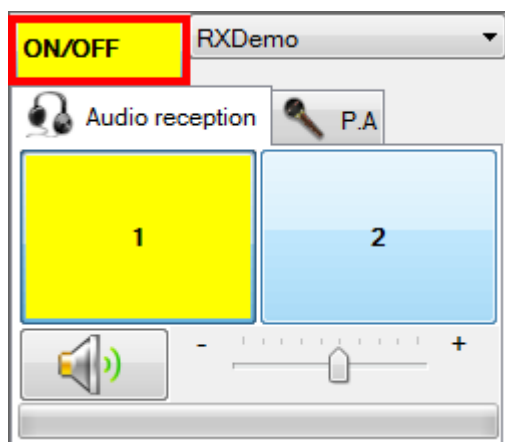 ON/OFF RXDemo
Audio reception P.A
1 2
- +